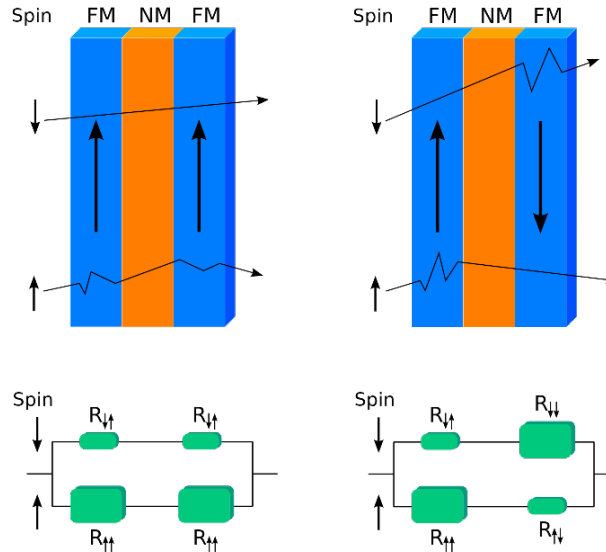 Spin FM NM FM
Spin FM NM FM
Spin
R↓↑ R↓↑
R↑↑ R↑↑
Spin
R↓↑ R↓↓
R↑↑ R↑↓